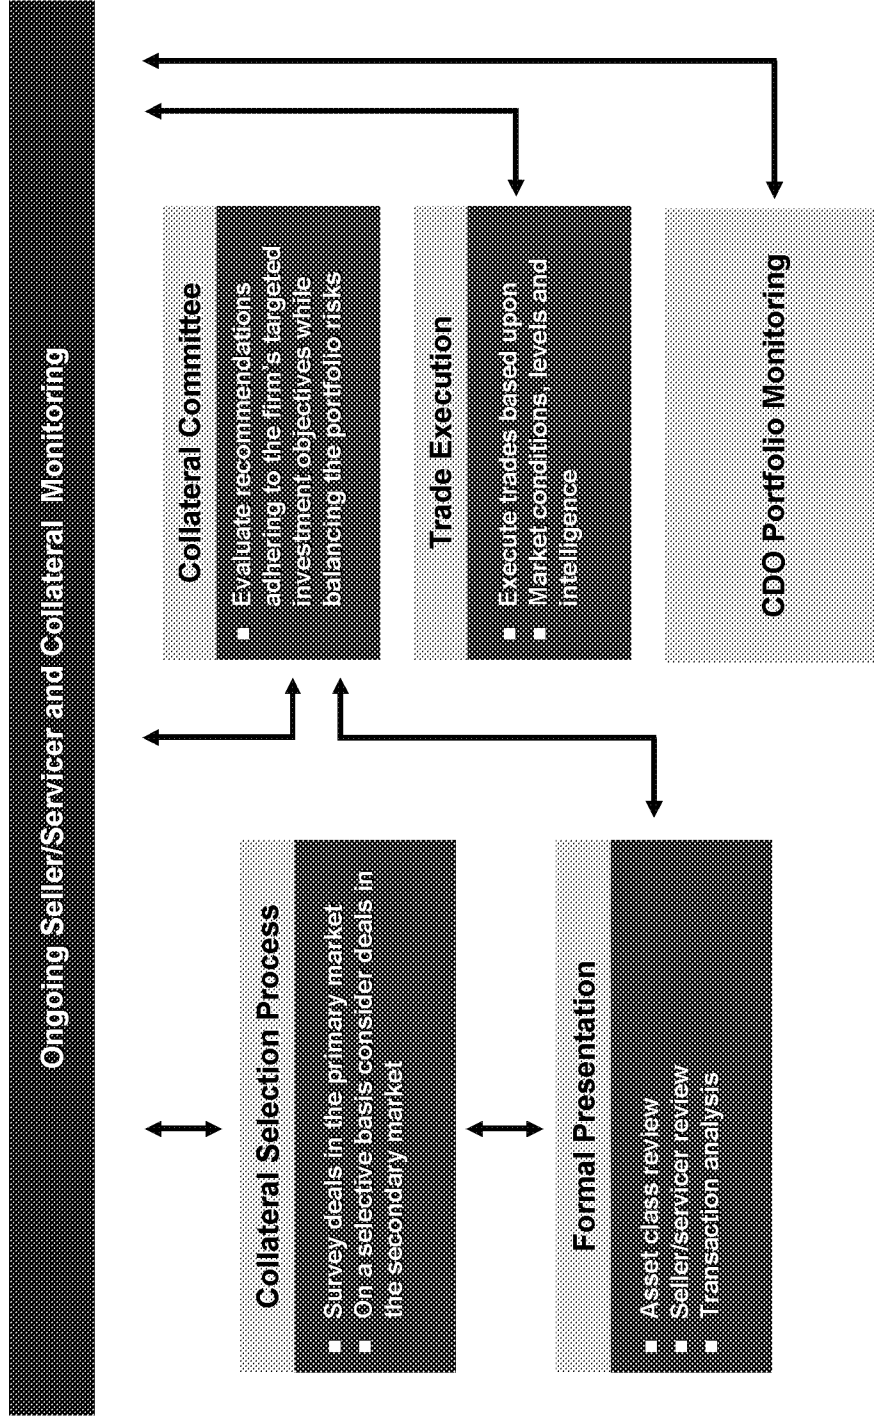 Ongoing Seller/Servicer and Collateral Monitoring
Collateral Selection Process
■ Survey deals in the primary market
■ On a selective basis consider deals in
the secondary market
Formal Presentation
■ Asset class review
■ Seller/servicer review
■ Transaction analysis
Collateral Committee
■ Evaluate recommendations
adhering to the firm's targeted
investment objectives while
balancing the portfolio risks
Trade Execution
■ Execute trades based upon
■ Market conditions, levels and
intelligence
CDO Portfolio Monitoring